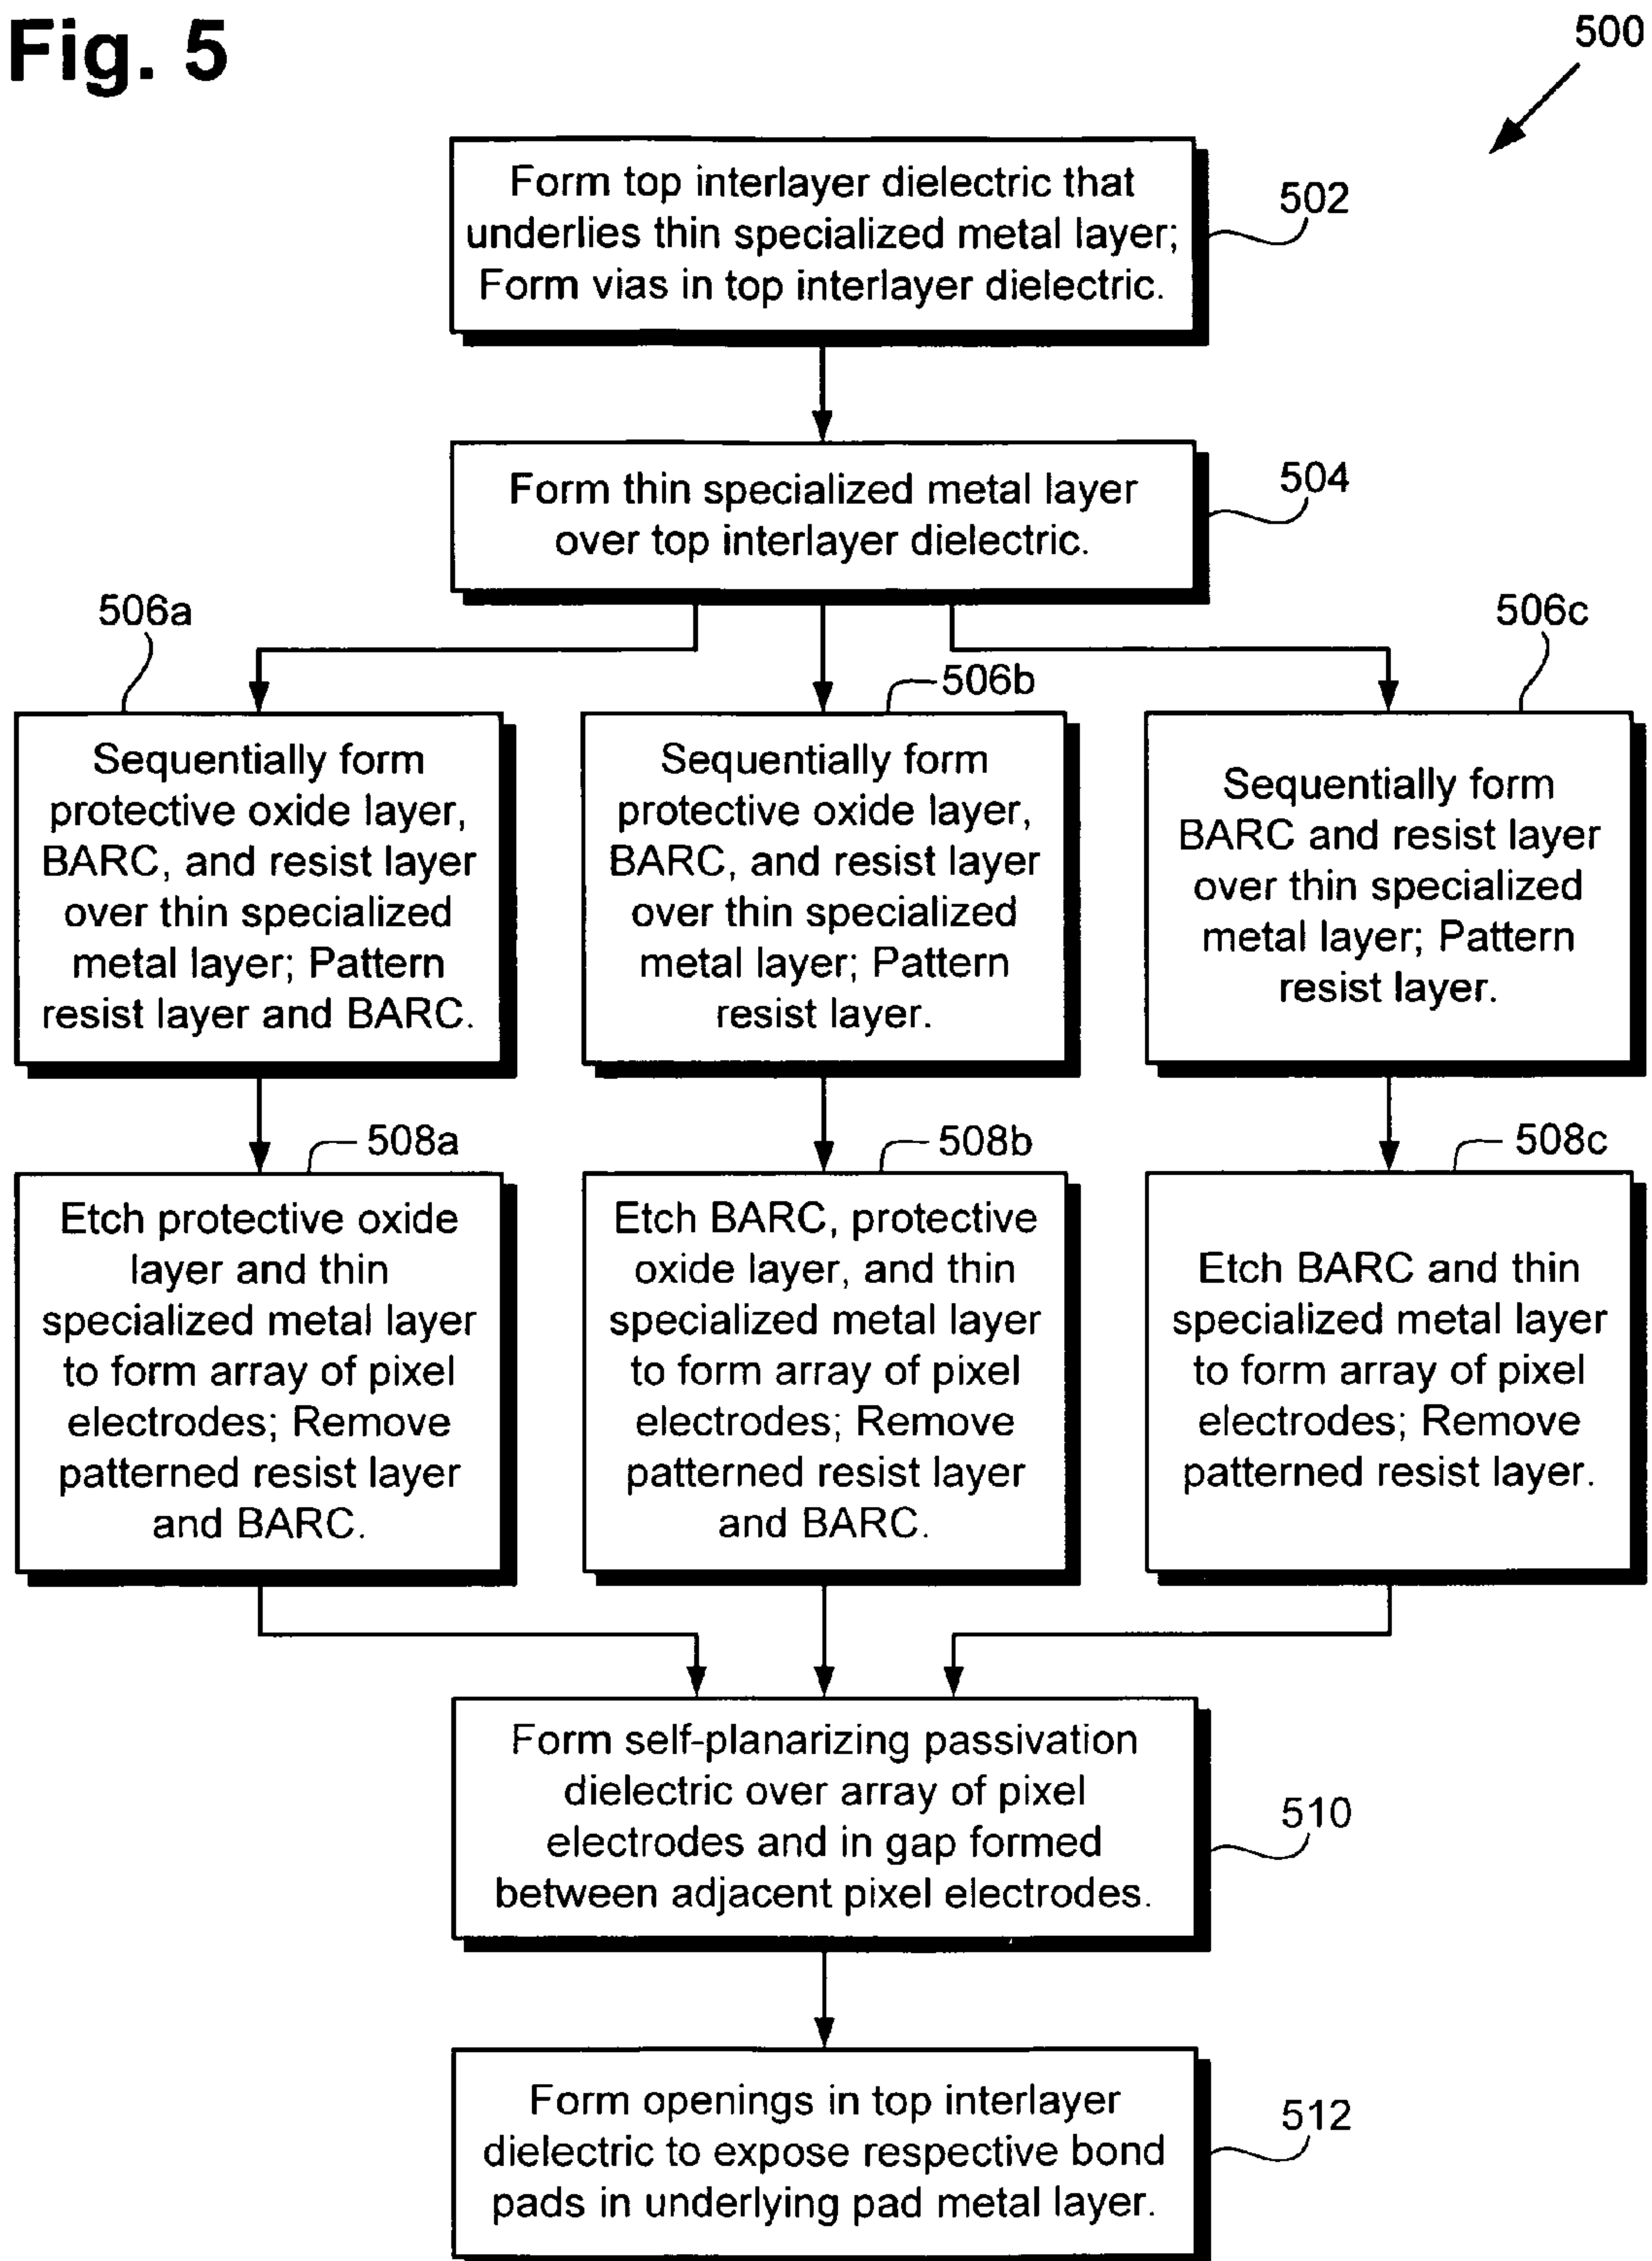 Fig. 5
500
Form top interlayer dielectric that
underlies thin specialized metal layer;
Form vias in top interlayer dielectric.
502
Form thin specialized metal layer
over top interlayer dielectric.
504
506a
Sequentially form
protective oxide layer,
BARC, and resist layer
over thin specialized
metal layer; Pattern
resist layer and BARC.
506b
Sequentially form
protective oxide layer,
BARC, and resist layer
over thin specialized
metal layer; Pattern
resist layer.
506c
Sequentially form
BARC and resist layer
over thin specialized
metal layer; Pattern
resist layer.
508a
Etch protective oxide
layer and thin
specialized metal layer
to form array of pixel
electrodes; Remove
patterned resist layer
and BARC.
508b
Etch BARC, protective
oxide layer, and thin
specialized metal layer
to form array of pixel
electrodes; Remove
patterned resist layer
and BARC.
508c
Etch BARC and thin
specialized metal layer
to form array of pixel
electrodes; Remove
patterned resist layer.
Form self-planarizing passivation
dielectric over array of pixel
electrodes and in gap formed
between adjacent pixel electrodes.
510
Form openings in top interlayer
dielectric to expose respective bond
pads in underlying pad metal layer.
512